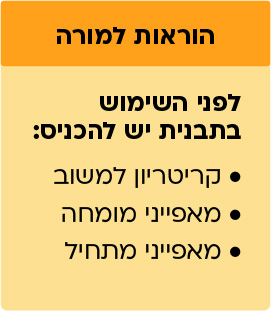 הוראות למורה
לפני השימוש
בתבנית יש להכניס:
• קריטריון למשוב
• מאפייני מומחה
• מאפייני מתחיל